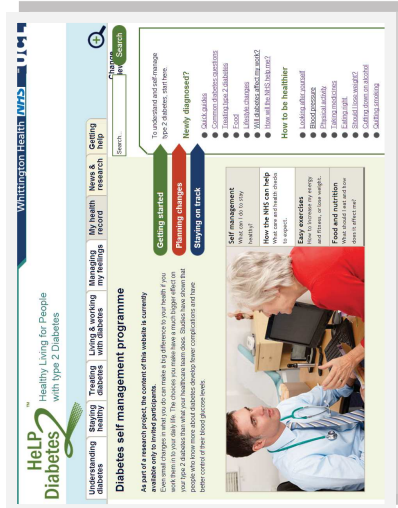 Whittington Health NHS
UCL
HeLP
Diabetes
TM
Healthy Living for People
with type 2 Diabetes
Understanding
diabetes
Staying
healthy
Treating
diabetes
Living & working
with diabetes
Managing
my feelings
My health
record
News &
research
Getting
help
Change
Search...
Search
Diabetes self management programme
As part of a research project, the content of this website is currently
available only to invited participants.
Even small changes in what you do can make a big difference to your health if you
work them in to your daily life. The choices you make have a much bigger effect on
your type 2 diabetes than what your healthcare team does. Studies have shown that
people who know more about diabetes develop fewer complications and have
better control of their blood glucose levels.
Getting started
Planning changes
Staying on track
To understand and self-manage
type 2 diabetes, start here.
Newly diagnosed?
Quick guides
Common diabetes questions
Treating type 2 diabetes
Food
Lifestyle changes
Will diabetes affect my work?
How will the NHS help me?
How to be healthier
Looking after yourself
Blood pressure
Physical activity
Taking medicines
Eating right
Should I lose weight?
Cutting down on alcohol
Quitting smoking
Self management
What can I do to stay
healthy?
How the NHS can help
What care and health checks
to expect.
Easy exercises
How to increase my energy
and fitness, or lose weight.
Food and nutrition
What should I eat and how
does it affect me?